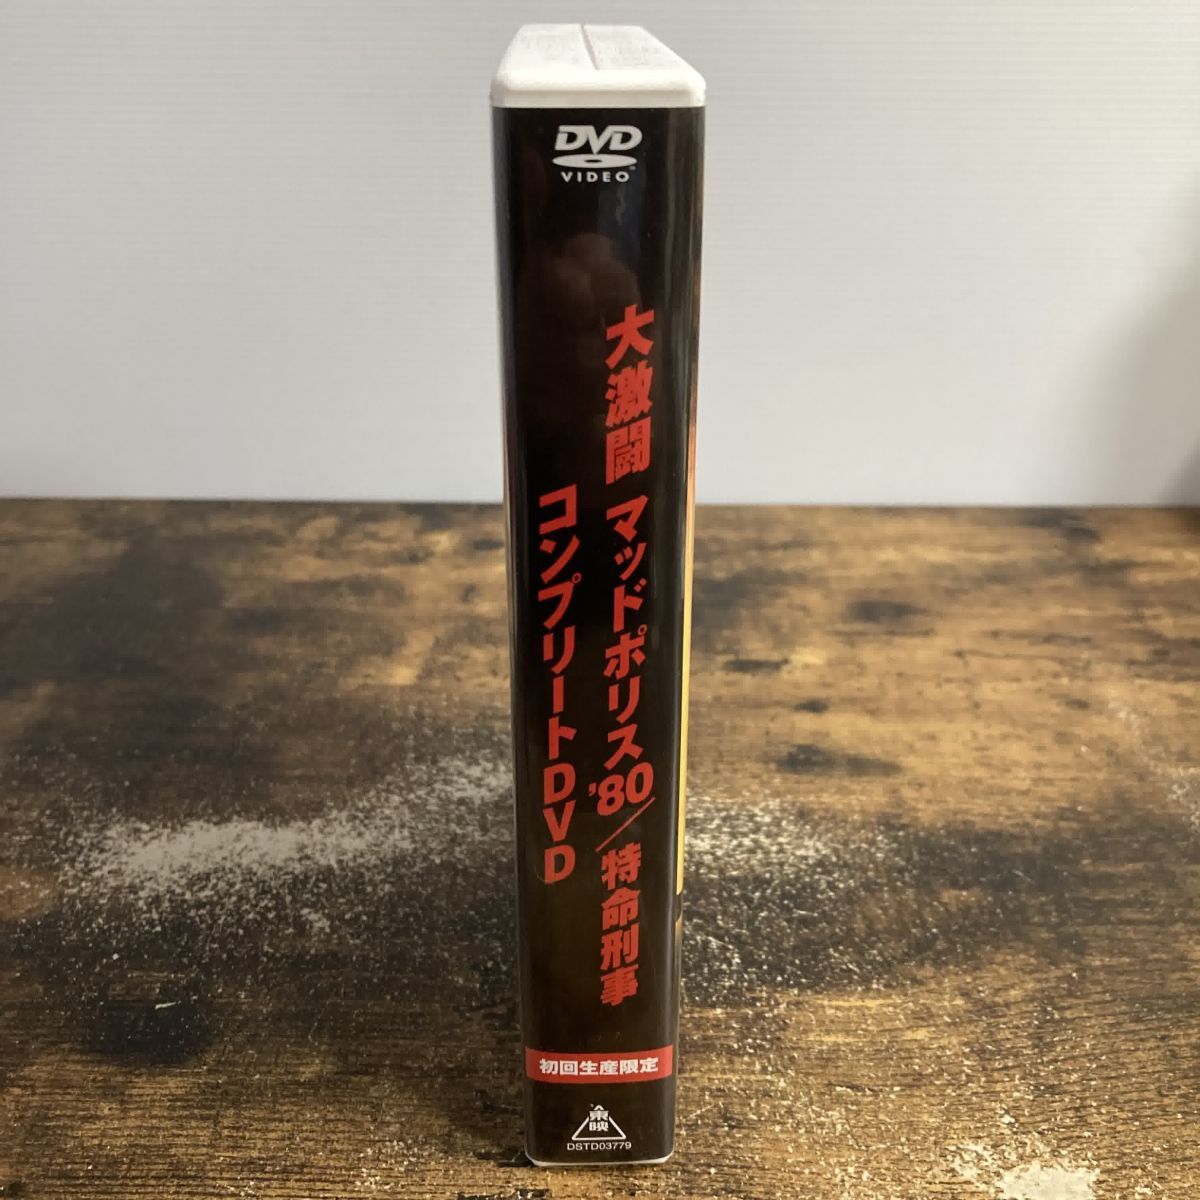 DVD
VIDEO
大激闘 マッドポリス'80/特命刑事
コンプリートDVD
初回生産限定
東映
DSTD03779